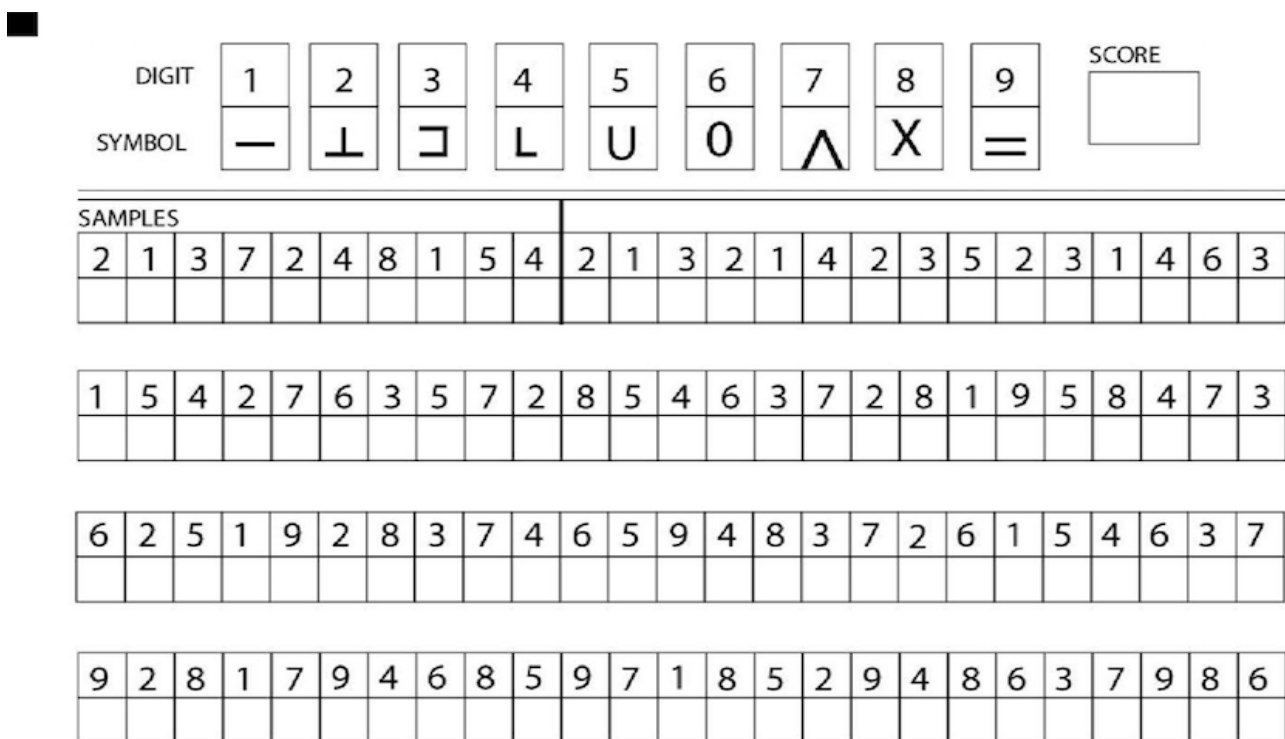 DIGIT 1 2 3 4 5 6 7 8 9 SCORE
SYMBOL — ⊥ ⊐ L U O Λ X =
SAMPLES
2 1 3 7 2 4 8 1 5 4 2 1 3 2 1 4 2 3 5 2 3 1 4 6 3
1 5 4 2 7 6 3 5 7 2 8 5 4 6 3 7 2 8 1 9 5 8 4 7 3
6 2 5 1 9 2 8 3 7 4 6 5 9 4 8 3 7 2 6 1 5 4 6 3 7
9 2 8 1 7 9 4 6 8 5 9 7 1 8 5 2 9 4 8 6 3 7 9 8 6